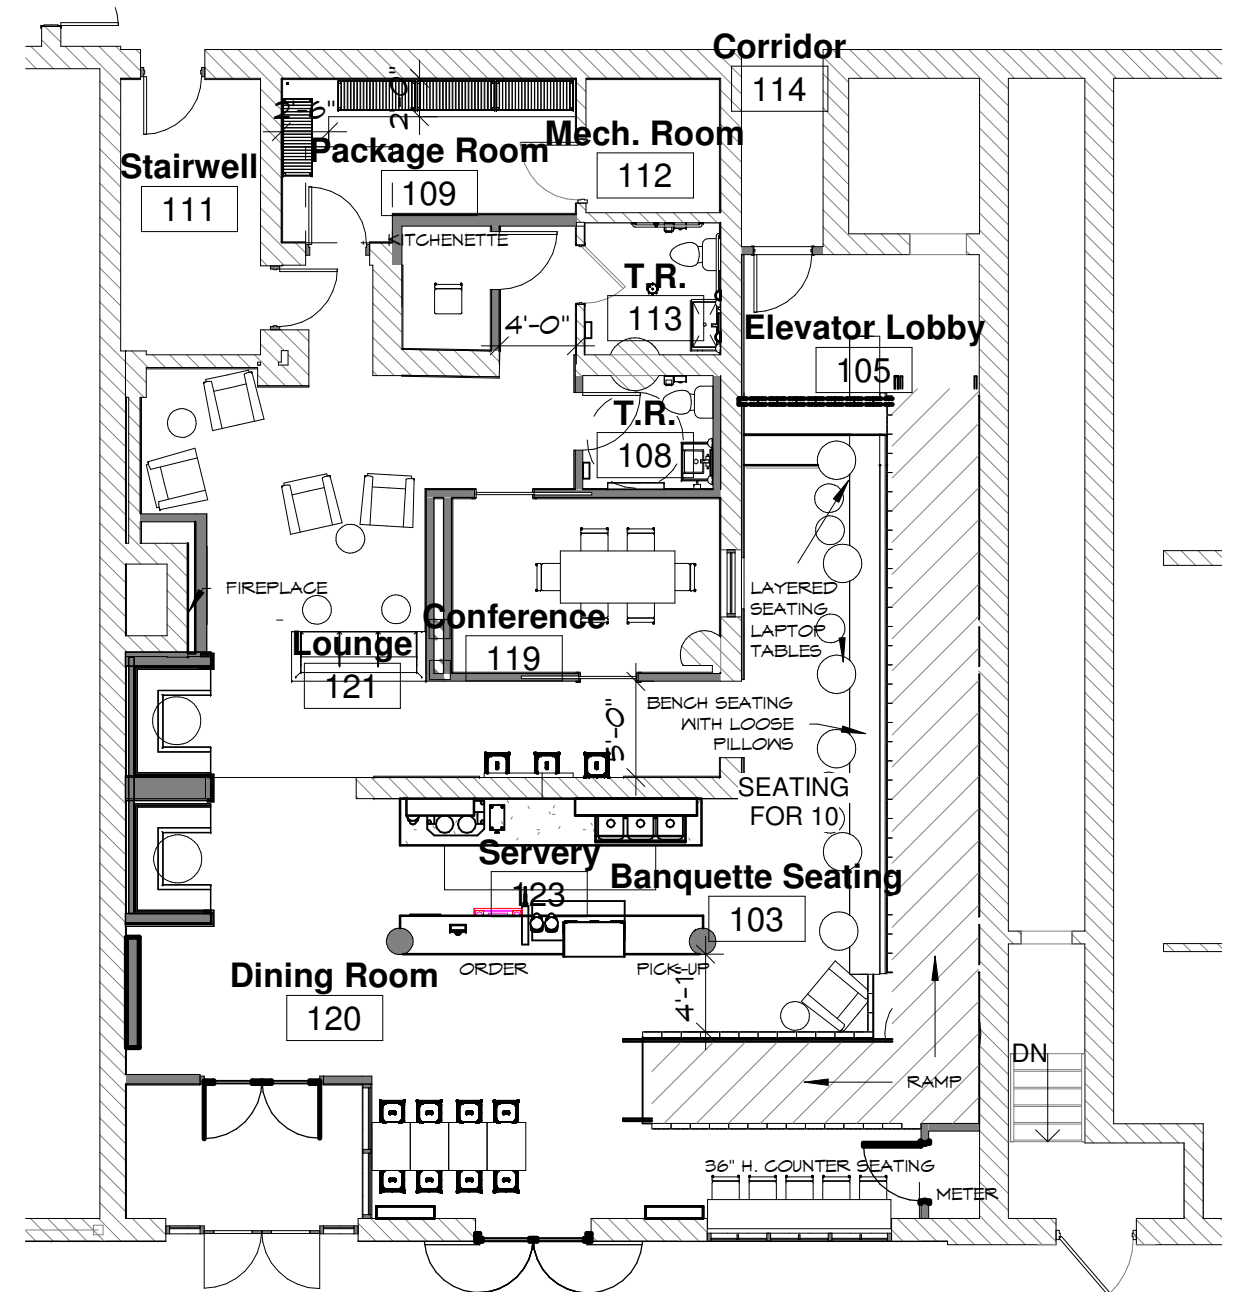 Corridor
114
2'-0"
2'-6"
Mech. Room
112
Package Room
109
Stairwell
111
KITCHENETTE
T.R.
113
4'-0"
Elevator Lobby
105
T.R.
108
FIREPLACE
LAYERED
SEATING
LAPTOP
TABLES
Conference
119
Lounge
121
BENCH SEATING
WITH LOOSE
PILLOWS
5'-0"
SEATING
FOR 10
Servery
123
Banquette Seating
103
ORDER
PICK-UP
Dining Room
120
4'-1"
DN
RAMP
36" H. COUNTER SEATING
METER